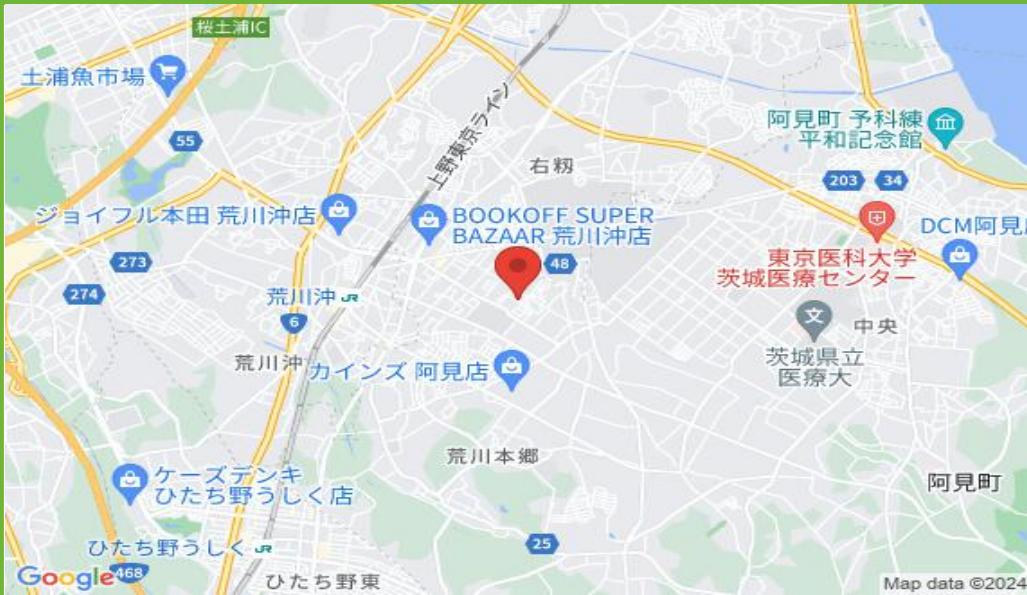 桜土浦IC
土浦魚市場
55
上野東京ライン
右籾
阿見町 予科練
平和記念館
203
34
ジョイフル本田 荒川沖店
BOOKOFF SUPER
BAZAAR 荒川沖店
DCM阿見
273
48
東京医科大学
茨城医療センター
274
荒川沖 JR
6
中央
荒川沖
カインズ 阿見店
茨城県立
医療大
荒川本郷
阿見町
ケーズデンキ
ひたち野うしく店
25
ひたち野うしく JR
Google
468
ひたち野東
Map data ©2024